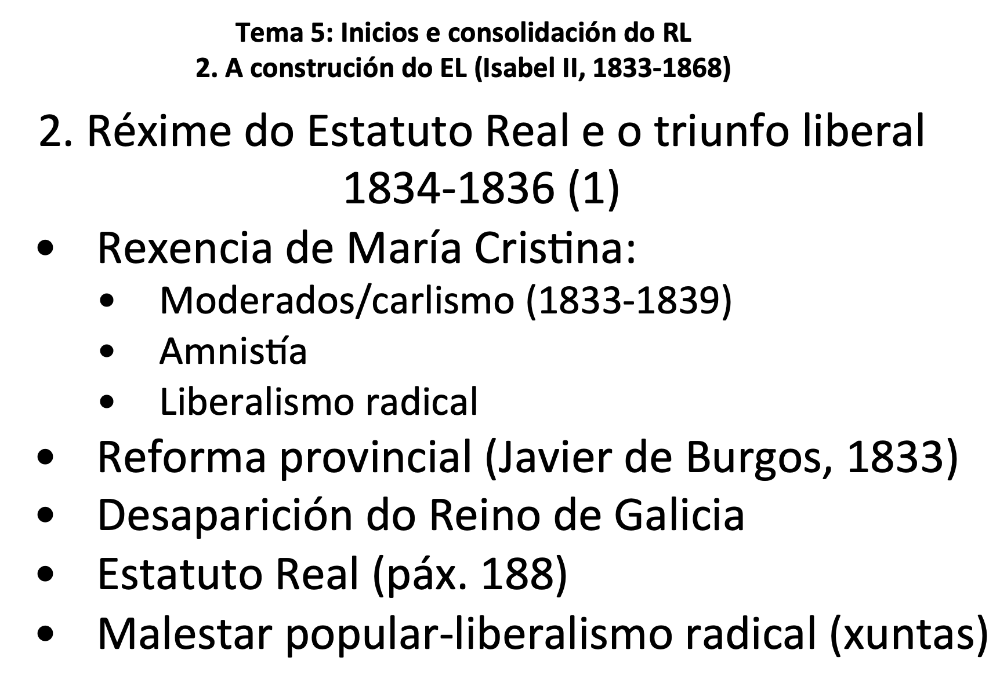 Tema 5: Inicios e consolidación do RL
2. A construción do EL (Isabel II, 1833-1868)
2. Réxime do Estatuto Real e o triunfo liberal
1834-1836 (1)
• Rexencia de María Cristina:
• Moderados/carlismo (1833-1839)
• Amnistía
• Liberalismo radical
• Reforma provincial (Javier de Burgos, 1833)
• Desaparición do Reino de Galicia
• Estatuto Real (páx. 188)
• Malestar popular-liberalismo radical (xuntas)